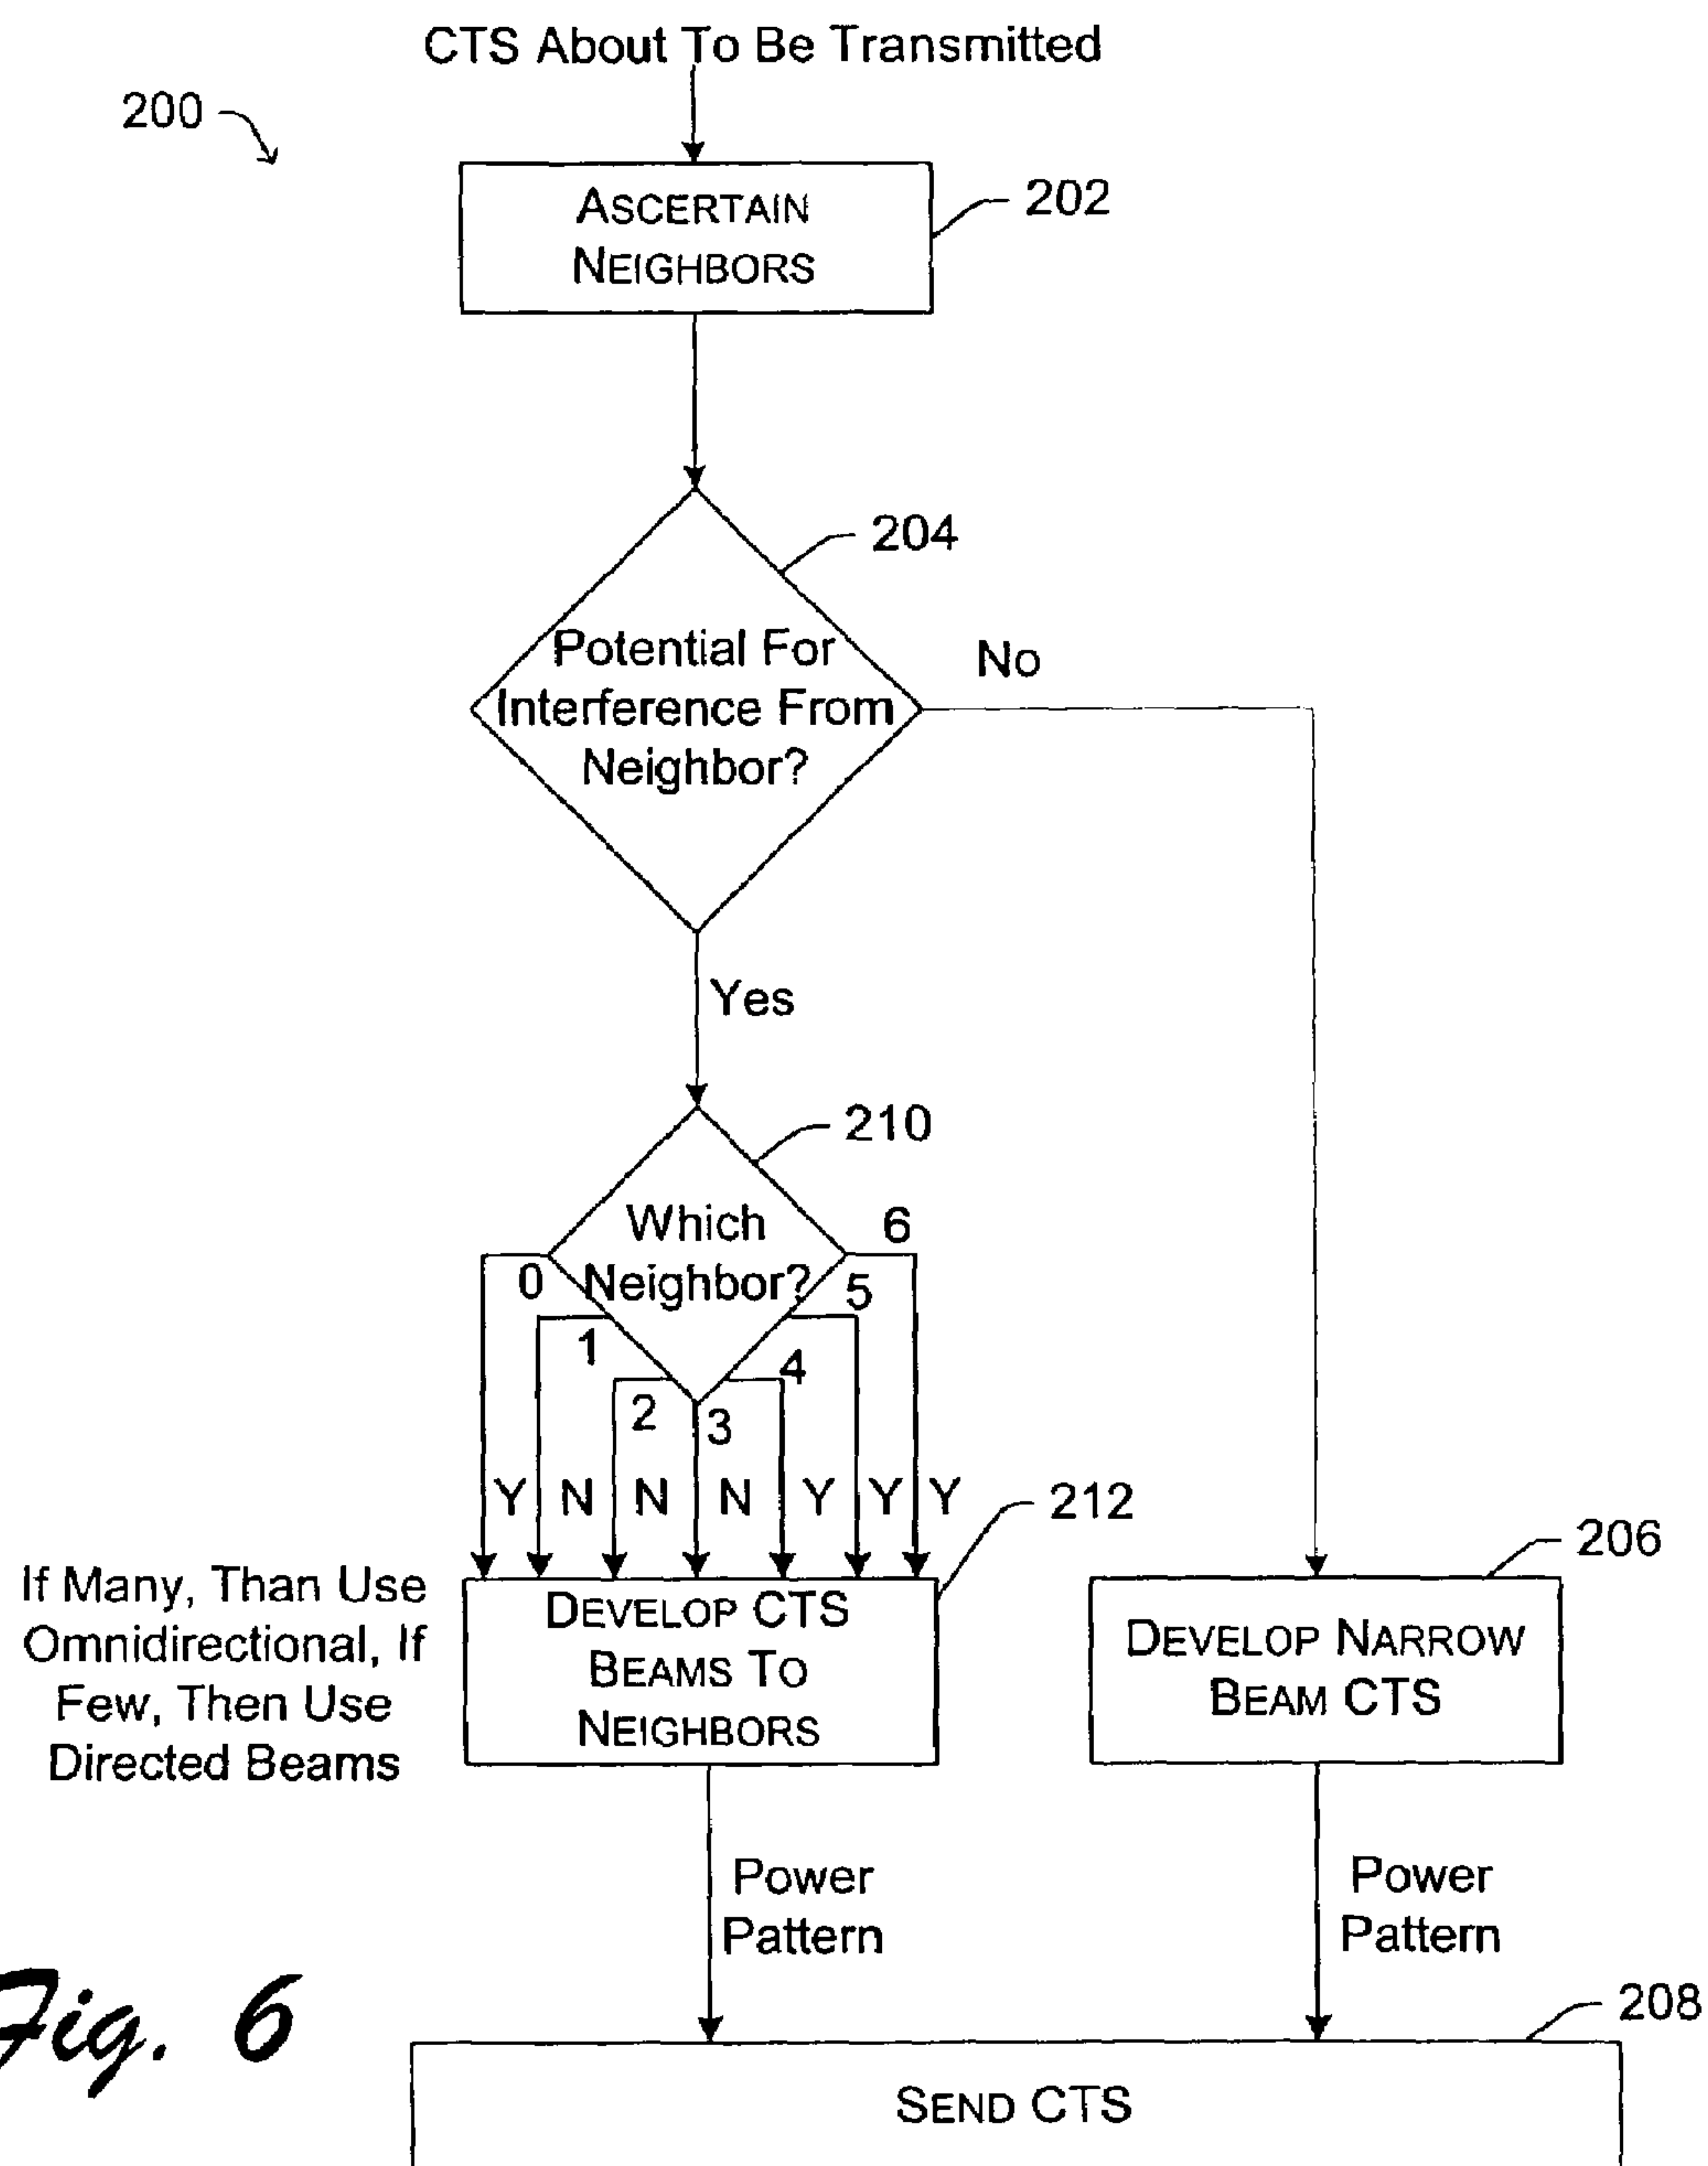 CTS About To Be Transmitted
200
ASCERTAIN
NEIGHBORS
202
204
Potential For
Interference From
Neighbor?
No
Yes
210
Which
Neighbor?
0
1
2
3
4
5
6
Y N N N Y Y Y
212
206
If Many, Than Use
Omnidirectional, If
Few, Then Use
Directed Beams
DEVELOP CTS
BEAMS TO
NEIGHBORS
DEVELOP NARROW
BEAM CTS
Power
Pattern
Power
Pattern
208
Fig. 6
SEND CTS